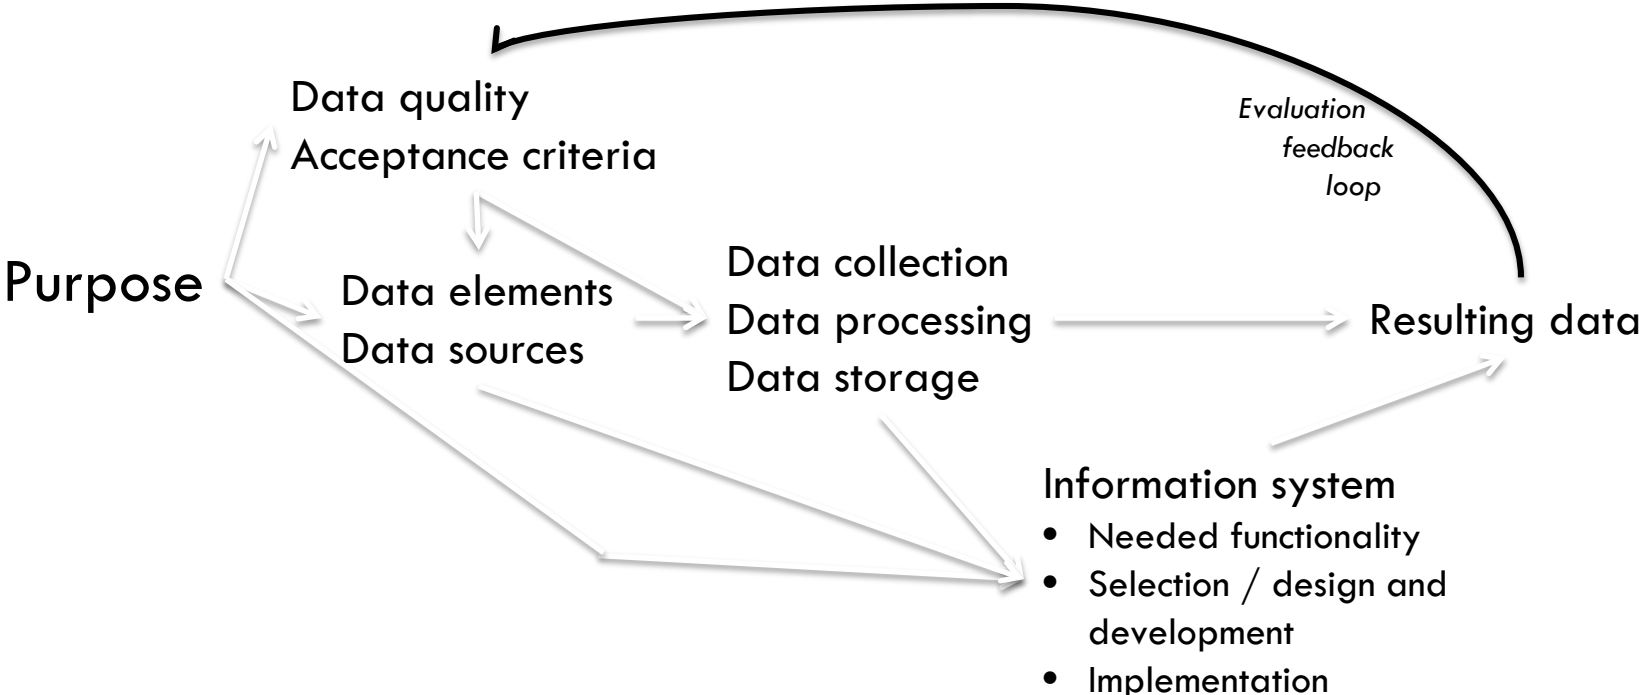 Data quality
Acceptance criteria
Evaluation
feedback
loop
Purpose
Data elements
Data sources
Data collection
Data processing
Data storage
Resulting data
Information system
• Needed functionality
• Selection / design and
development
• Implementation